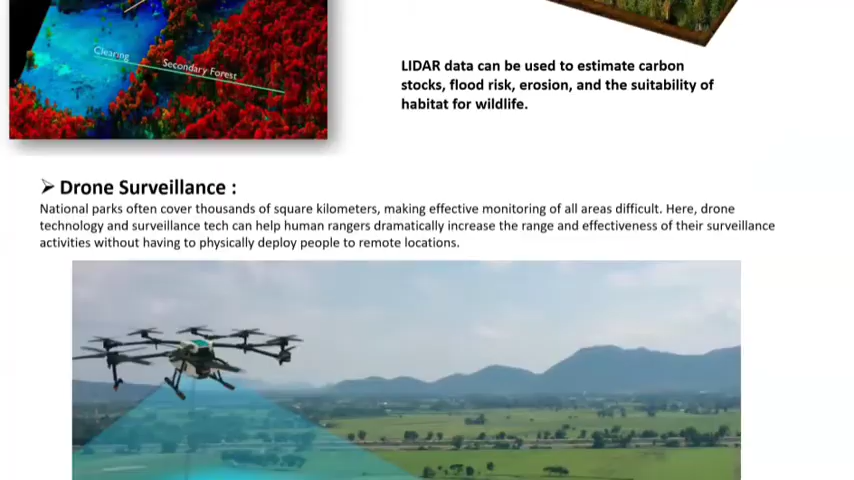 Clearing
Secondary Forest
LIDAR data can be used to estimate carbon
stocks, flood risk, erosion, and the suitability of
habitat for wildlife.
➢ Drone Surveillance :
National parks often cover thousands of square kilometers, making effective monitoring of all areas difficult. Here, drone
technology and surveillance tech can help human rangers dramatically increase the range and effectiveness of their surveillance
activities without having to physically deploy people to remote locations.